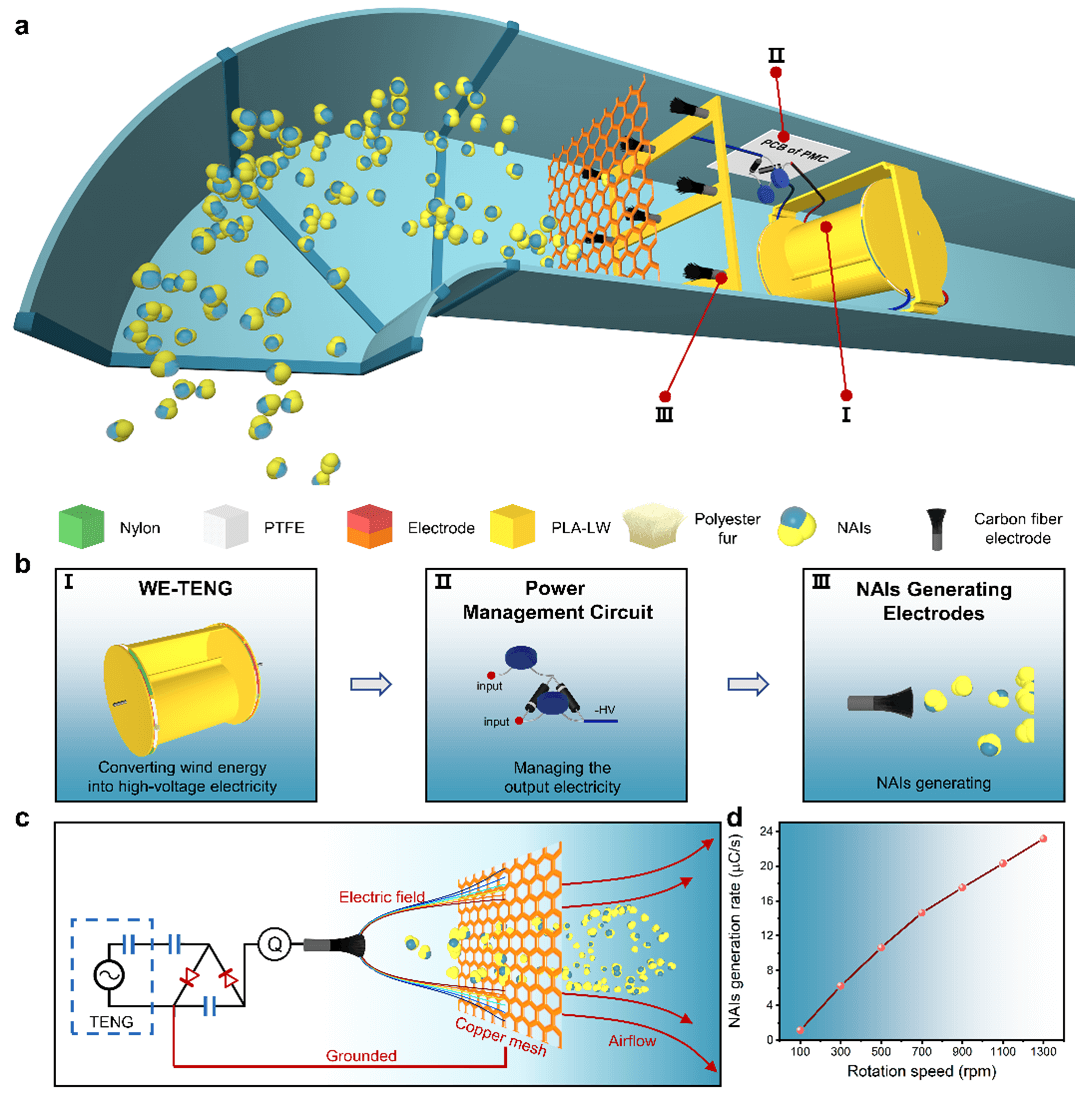 a
II
PCB of PMC
III
I
Nylon
PTFE
Electrode
PLA-LW
Polyester
fur
NAIs
Carbon fiber
electrode
b
I
WE-TENG
Converting wind energy
into high-voltage electricity
II
Power
Management Circuit
input
input
-HV
Managing the
output electricity
III
NAIs Generating
Electrodes
NAIs generating
c
Electric field
Q
TENG
Grounded
Copper mesh
Airflow
d
NAIs generation rate (μC/s)
24
20
16
12
8
4
0
100 300 500 700 900 1100 1300
Rotation speed (rpm)